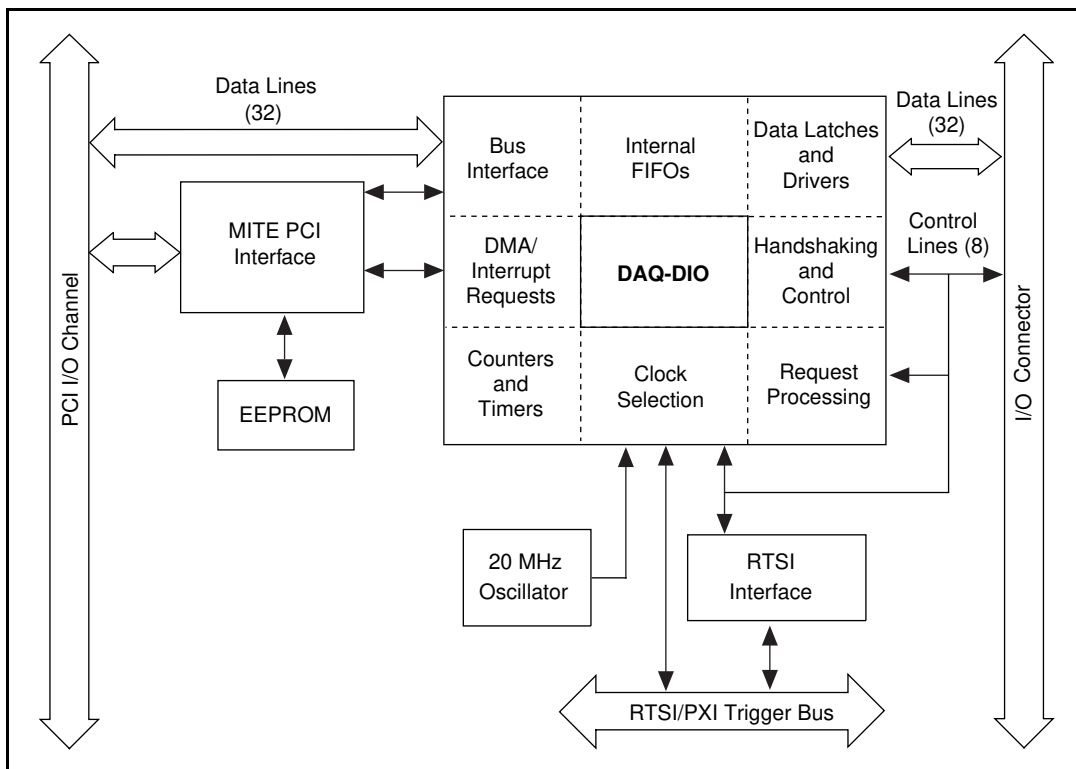 Data Lines
(32)
Bus
Interface
Internal
FIFOs
Data Latches
and
Drivers
Data Lines
(32)
MITE PCI
Interface
DMA/
Interrupt
Requests
DAQ-DIO
Handshaking
and
Control
Control
Lines (8)
PCI I/O Channel
I/O Connector
EEPROM
Counters
and
Timers
Clock
Selection
Request
Processing
20 MHz
Oscillator
RTSI
Interface
RTSI/PXI Trigger Bus